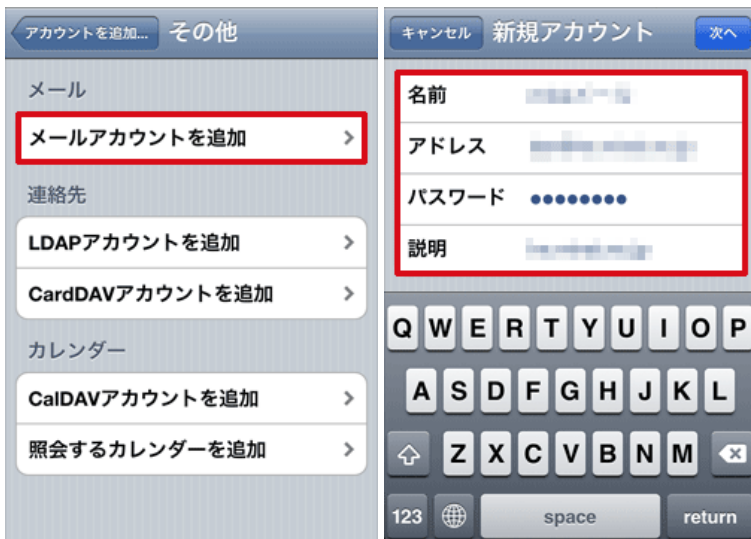 アカウントを追加... その他
メール
メールアカウントを追加
連絡先
LDAPアカウントを追加
CardDAVアカウントを追加
カレンダー
CalDAVアカウントを追加
照会するカレンダーを追加
キャンセル 新規アカウント 次へ
名前
アドレス
パスワード ●●●●●●●●
説明
Q W E R T Y U I O P
A S D F G H J K L
Z X C V B N M
123 space return